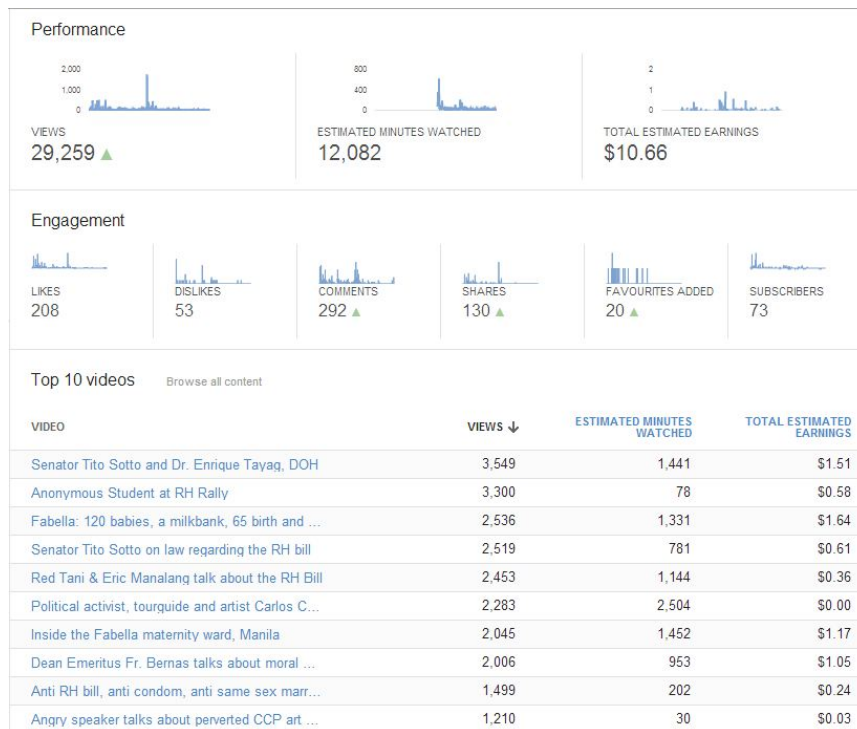 Performance
2,000
1,000
0
800
400
0
2
1
0
VIEWS
29,259
ESTIMATED MINUTES WATCHED
12,082
TOTAL ESTIMATED EARNINGS
$10.66
Engagement
LIKES
208
DISLIKES
53
COMMENTS
292
SHARES
130
FAVOURITES ADDED
20
SUBSCRIBERS
73
Top 10 videos Browse all content
VIDEO VIEWS ESTIMATED MINUTES WATCHED TOTAL ESTIMATED EARNINGS
Senator Tito Sotto and Dr. Enrique Tayag, DOH 3,549 1,441 $1.51
Anonymous Student at RH Rally 3,300 78 $0.58
Fabella: 120 babies, a milkbank, 65 birth and ... 2,536 1,331 $1.64
Senator Tito Sotto on law regarding the RH bill 2,519 781 $0.61
Red Tani & Eric Manalang talk about the RH Bill 2,453 1,144 $0.36
Political activist, tourguide and artist Carlos C... 2,283 2,504 $0.00
Inside the Fabella maternity ward, Manila 2,045 1,452 $1.17
Dean Emeritus Fr. Bernas talks about moral ... 2,006 953 $1.05
Anti RH bill, anti condom, anti same sex marr... 1,499 202 $0.24
Angry speaker talks about perverted CCP art ... 1,210 30 $0.03